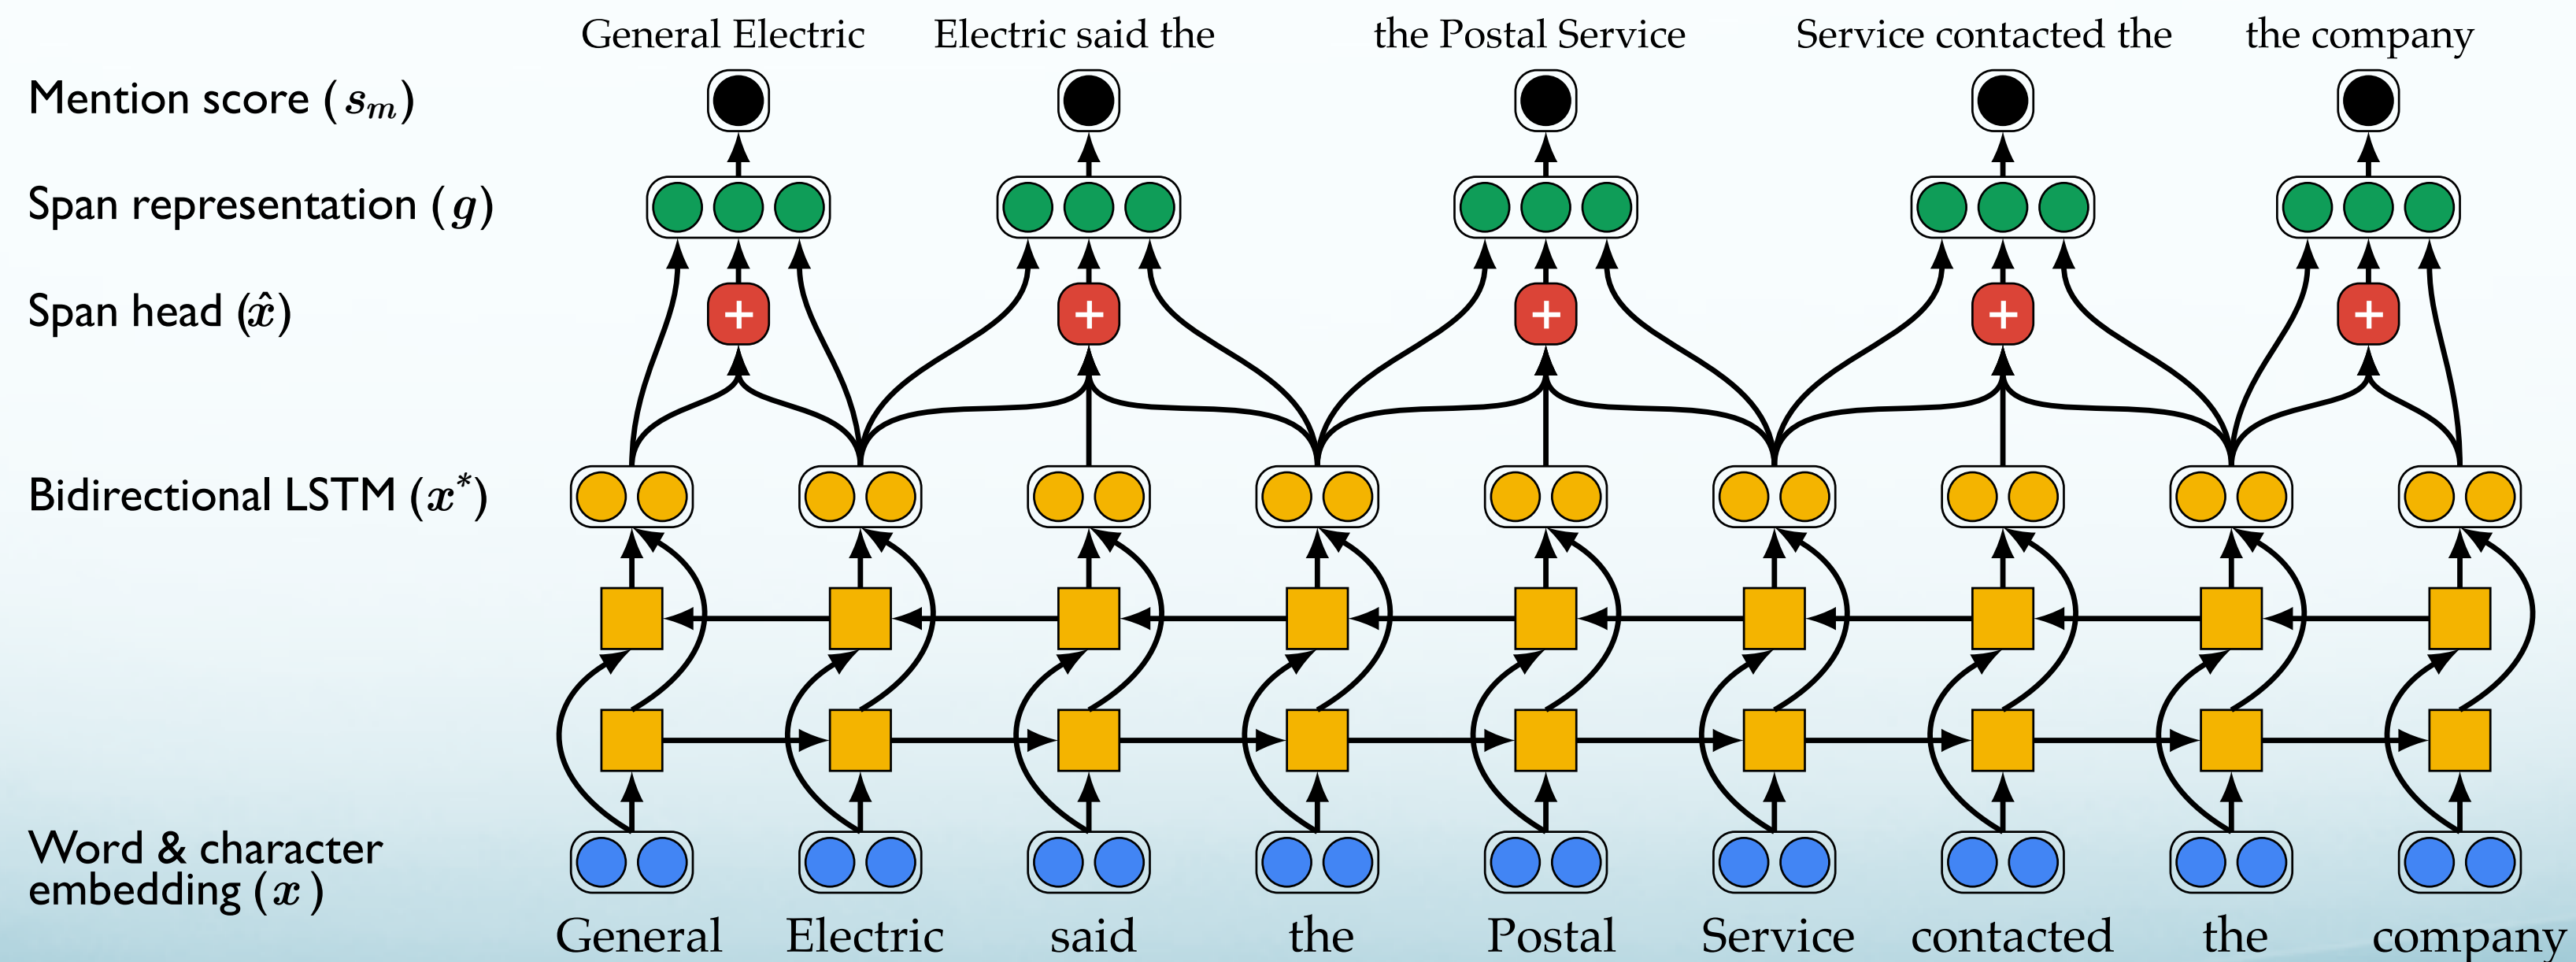 General Electric Electric said the the Postal Service Service contacted the the company
Mention score (sₘ)
Span representation (g)
Span head (x̂)
+ + + + +
Bidirectional LSTM (x*)
Word & character
embedding (x)
General Electric said the Postal Service contacted the company